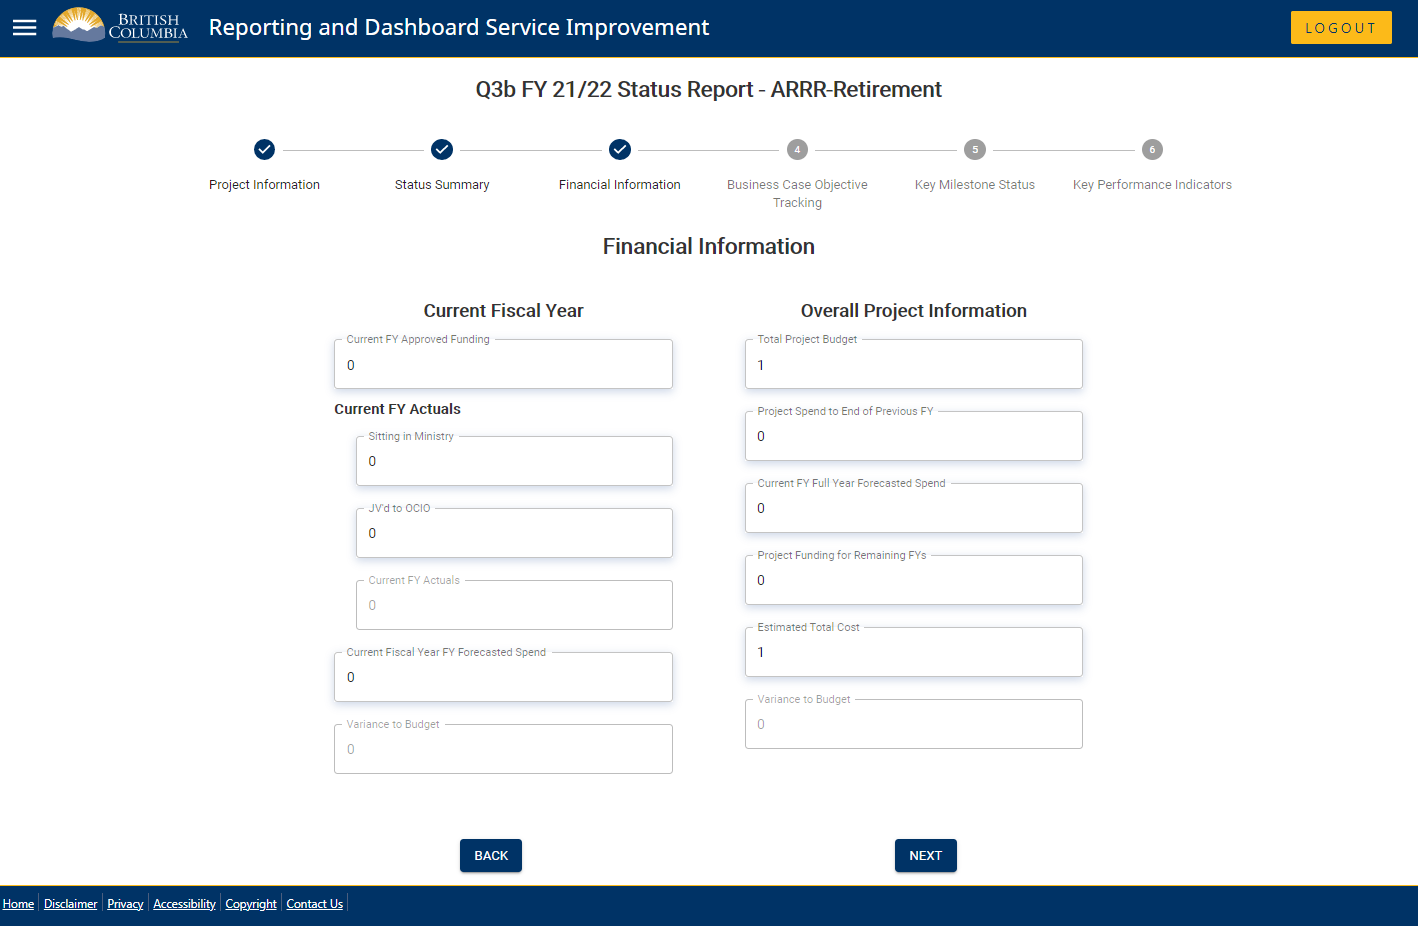 BRITISH
COLUMBIA
Reporting and Dashboard Service Improvement
LOGOUT
Q3b FY 21/22 Status Report - ARRR-Retirement
4
5
6
Project Information
Status Summary
Financial Information
Business Case Objective
Tracking
Key Milestone Status
Key Performance Indicators
Financial Information
Current Fiscal Year
Current FY Approved Funding
0
Current FY Actuals
Sitting in Ministry
0
JV'd to OCIO
0
Current FY Actuals
0
Current Fiscal Year FY Forecasted Spend
0
Variance to Budget
0
Overall Project Information
Total Project Budget
1
Project Spend to End of Previous FY
0
Current FY Full Year Forecasted Spend
0
Project Funding for Remaining FYs
0
Estimated Total Cost
1
Variance to Budget
0
BACK
NEXT
Home
Disclaimer
Privacy
Accessibility
Copyright
Contact Us